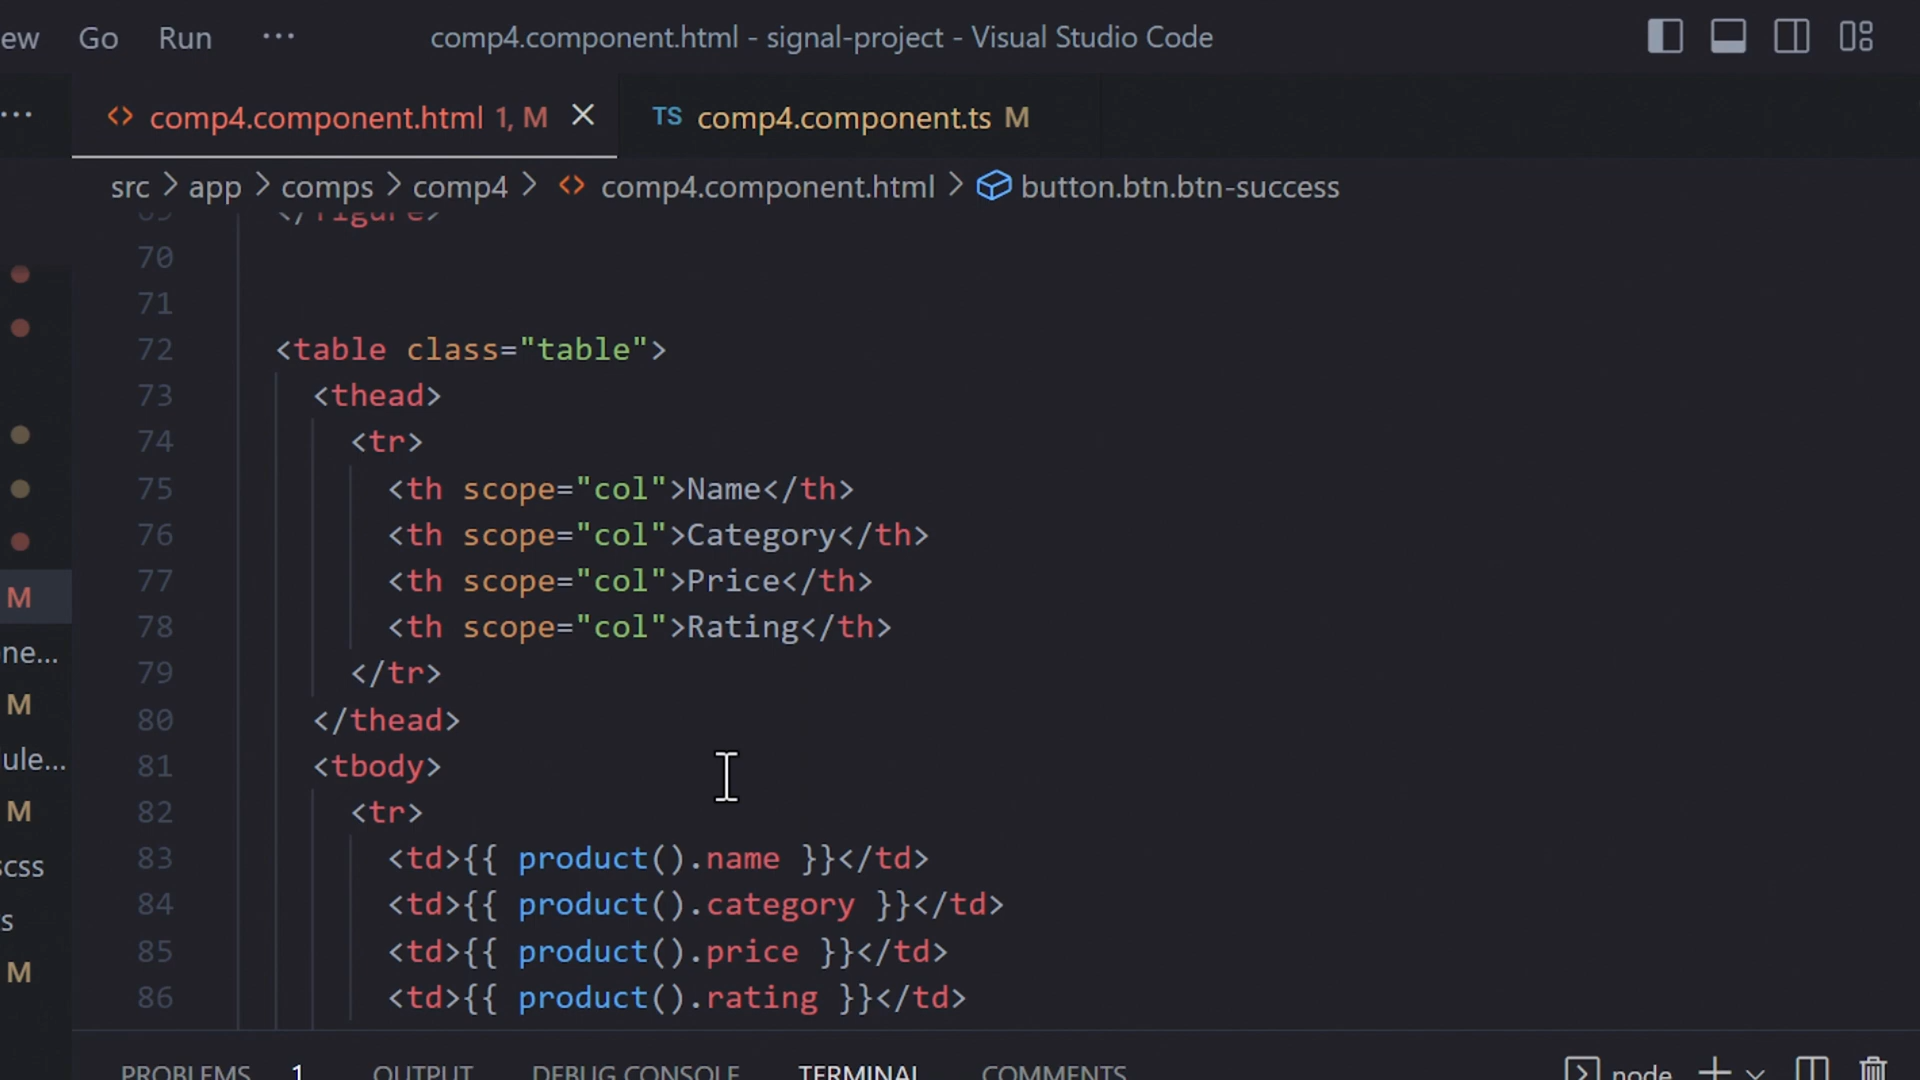 ew Go Run ··· comp4.component.html - signal-project - Visual Studio Code
··· <> comp4.component.html 1, M TS comp4.component.ts M
src > app > comps > comp4 > <> comp4.component.html > button.btn.btn-success
69 </figure>
70
71
72 <table class="table">
73 <thead>
74 <tr>
75 <th scope="col">Name</th>
76 <th scope="col">Category</th>
77 <th scope="col">Price</th>
M
78 <th scope="col">Rating</th>
ne...
79 </tr>
M
80 </thead>
ule...
81 <tbody>
M
82 <tr>
83 <td>{{ product().name }}</td>
scss
84 <td>{{ product().category }}</td>
s
85 <td>{{ product().price }}</td>
M
86 <td>{{ product().rating }}</td>
PROBLEMS 1 OUTPUT DEBUG CONSOLE TERMINAL COMMENTS node